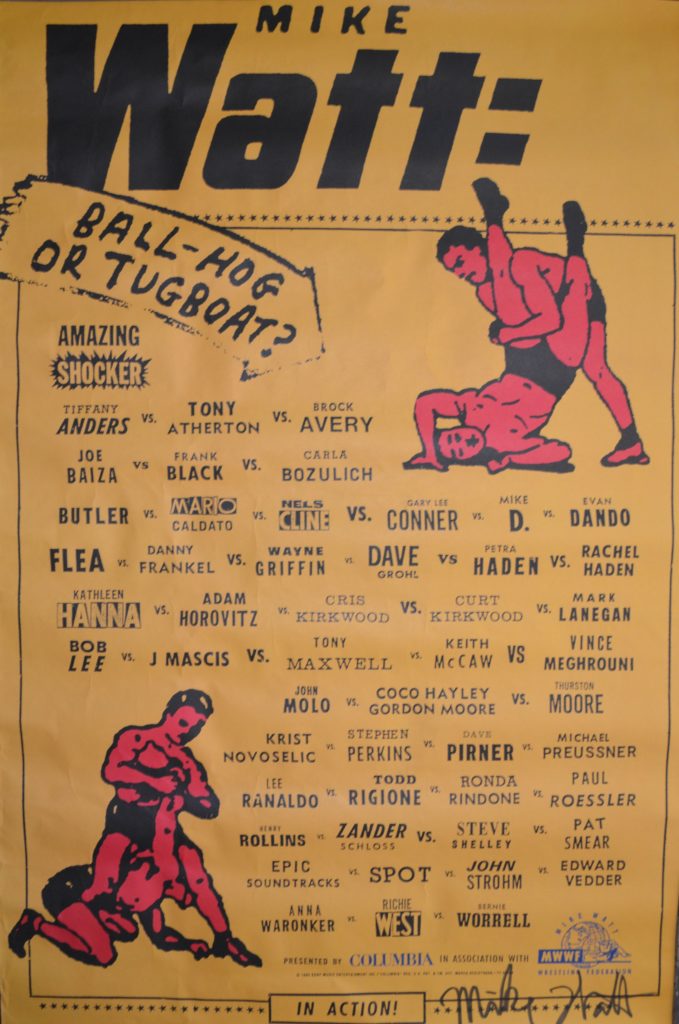 MIKE
Watt:
BALL-HOG
OR TUGBOAT?
AMAZING
SHOCKER
TIFFANY ANDERS vs. TONY ATHERTON vs. BROCK AVERY
JOE BAIZA vs FRANK BLACK vs. CARLA BOZULICH
BUTLER vs. MARIO CALDATO vs. NELS CLINE vs. GARY LEE CONNER vs. MIKE D. vs. EVAN DANDO
FLEA vs. DANNY FRANKEL vs. WAYNE GRIFFIN vs. DAVE GROHL vs PETRA HADEN vs. RACHEL HADEN
KATHLEEN HANNA vs. ADAM HOROVITZ vs. CRIS KIRKWOOD vs. CURT KIRKWOOD vs. MARK LANEGAN
BOB LEE vs. J MASCIS vs. TONY MAXWELL vs. KEITH McCAW VS VINCE MEGHROUNI
JOHN MOLO vs. COCO HAYLEY GORDON MOORE vs. THURSTON MOORE
KRIST NOVOSELIC vs. STEPHEN PERKINS vs. DAVE PIRNER vs. MICHAEL PREUSSNER
LEE RANALDO vs. TODD RIGIONE vs. RONDA RINDONE vs. PAUL ROESSLER
HENRY ROLLINS vs. ZANDER SCHLOSS vs. STEVE SHELLEY vs. PAT SMEAR
EPIC SOUNDTRACKS vs. SPOT vs. JOHN STROHM vs. EDWARD VEDDER
ANNA WARONKER vs. RICHIE WEST vs. BERNIE WORRELL
PRESENTED BY COLUMBIA IN ASSOCIATION WITH
MIKE WATT
MWWF
WRESTLING FEDERATION
IN ACTION!
Mike Watt